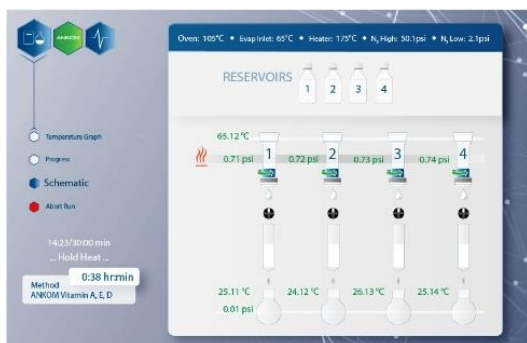 ANKOM
Oven: 105°C • Evap Inlet: 65°C • Heater: 175°C • N₂ High: 50.1psi • N₂ Low: 2.1psi
RESERVOIRS
1 2 3 4
65.12 °C
0.71 psi 1 0.72 psi 2 0.73 psi 3 0.74 psi 4
Temperature Graph
Progress
Schematic
Abort Run
14:23/30:00 min
... Hold Heat ...
0:38 hr:min
Method
ANKOM Vitamin A, E, D
25.11 °C 24.12 °C 26.13 °C 25.14 °C
0.01 psi